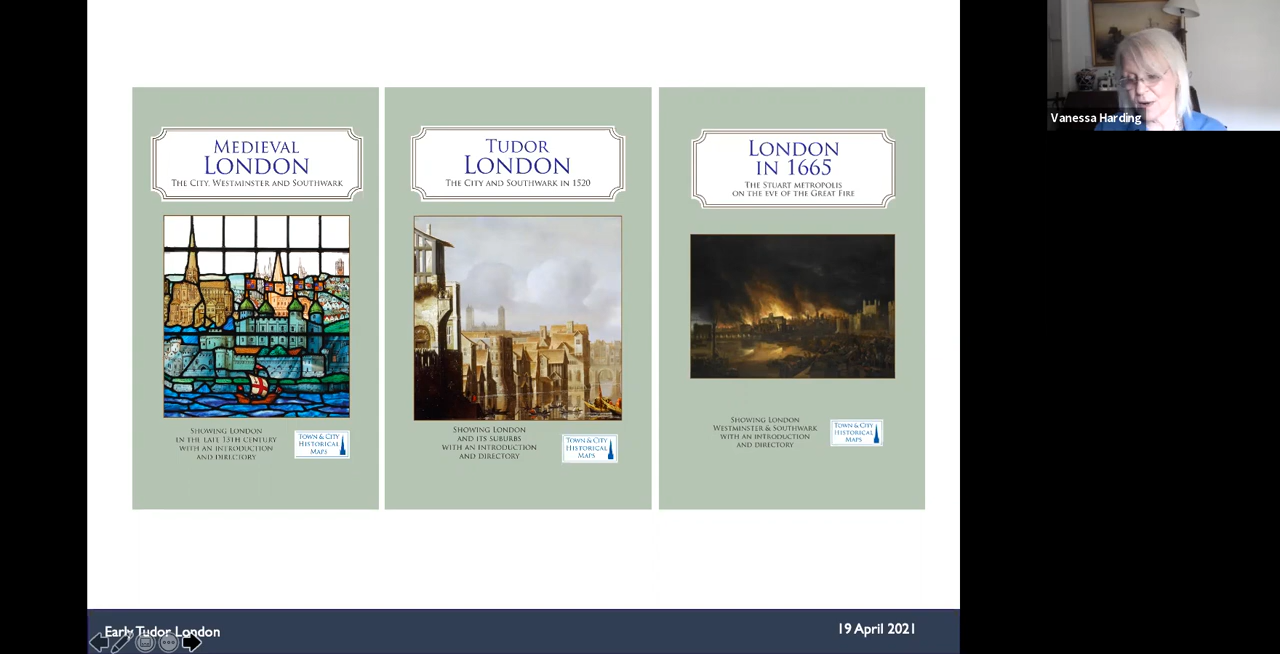 Medieval
London
The City, Westminster and Southwark
Showing London
in the late 13th century
with an introduction
and directory
Town & City
Historical
Maps
Tudor
London
The City and Southwark in 1520
Showing London
and its suburbs
with an introduction
and directory
Town & City
Historical
Maps
London
in 1665
The Stuart metropolis
on the eve of the Great Fire
Showing London
Westminster & Southwark
with an introduction
and directory
Town & City
Historical
Maps
Vanessa Harding
Early Tudor London
19 April 2021